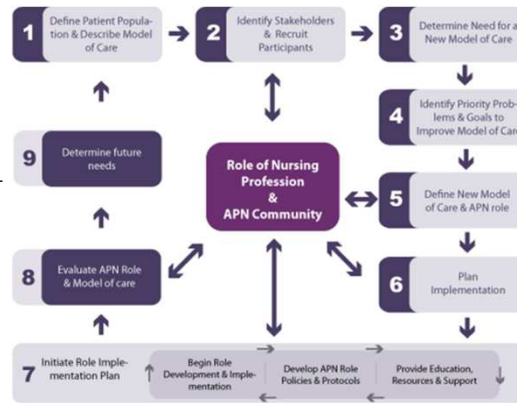 1
Define Patient Popula-
tion & Describe Model
of Care
2
Identify Stakeholders
& Recruit
Participants
3
Determine Need for a
New Model of Care
4
Identify Priority Prob-
lems & Goals to
Improve Model of Care
9
Determine future
needs
Role of Nursing
Profession
&
APN Community
5
Define New Model
of Care & APN role
8
Evaluate APN Role
& Model of care
6
Plan
Implementation
7
Initiate Role Imple-
mentation Plan
Begin Role
Development & Imple-
mentation
Develop APN Role
Policies & Protocols
Provide Education,
Resources & Support